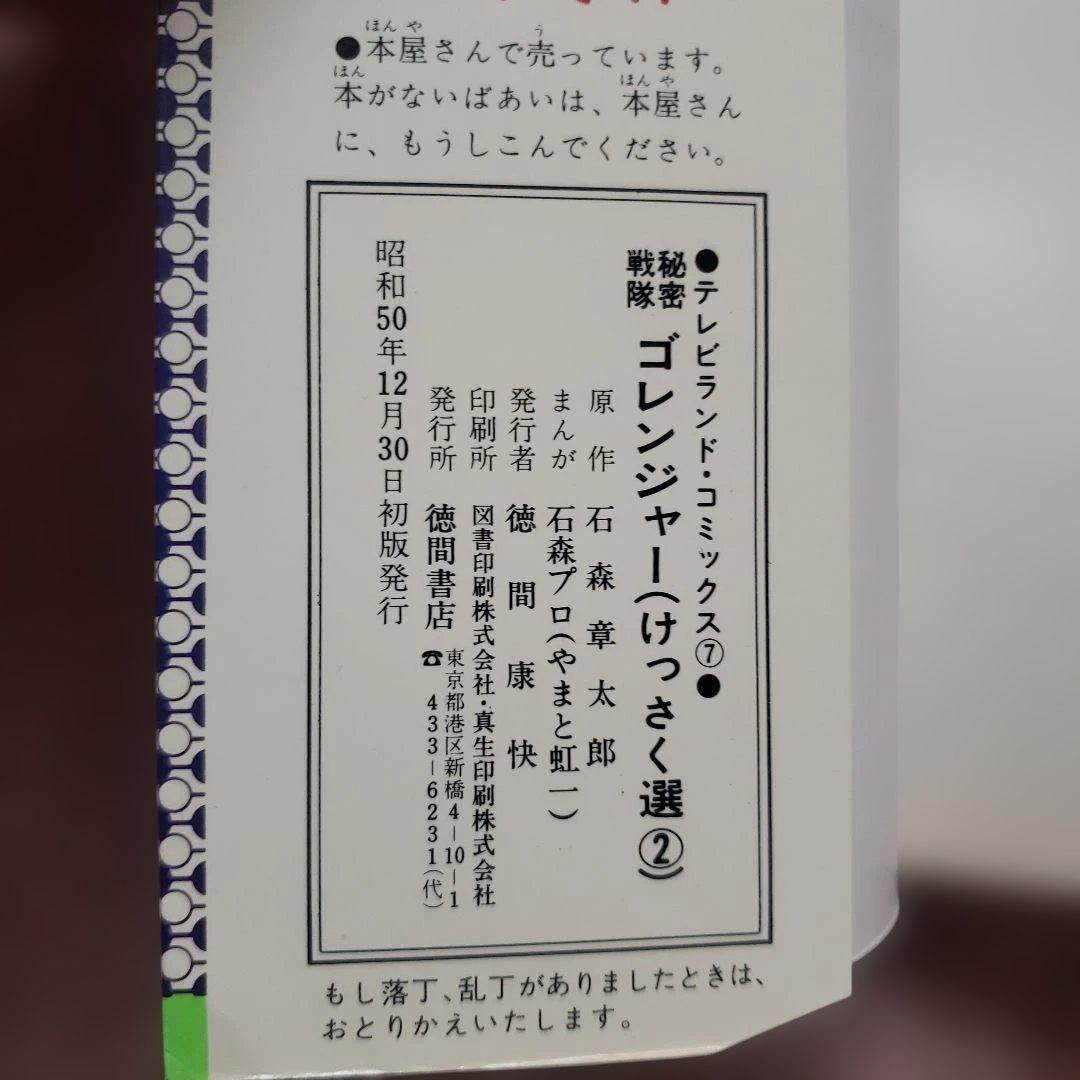 ●本屋さんで売っています。
本がないばあいは、本屋さん
に、もうしこんでください。
●テレビランド・コミックス⑦●
秘密戦隊 ゴレンジャー(けっさく選②)
原作 石森章太郎
まんが 石森プロ(やまと虹一)
発行者 徳間康快
印刷所 図書印刷株式会社・真生印刷株式会社
発行所 徳間書店 東京都港区新橋4-10-1
☎433-6231(代)
昭和50年12月30日初版発行
もし落丁、乱丁がありましたときは、
おとりかえいたします。